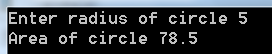 Enter radius of circle 5
Area of circle 78.5